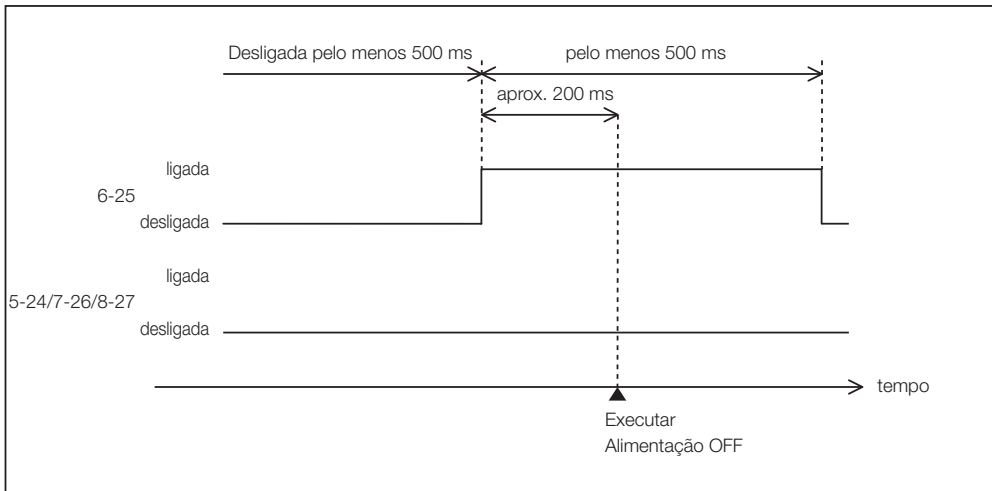 Desligada pelo menos 500 ms
pelo menos 500 ms
aprox. 200 ms
ligada
6-25
desligada
ligada
5-24/7-26/8-27
desligada
tempo
Executar
Alimentação OFF